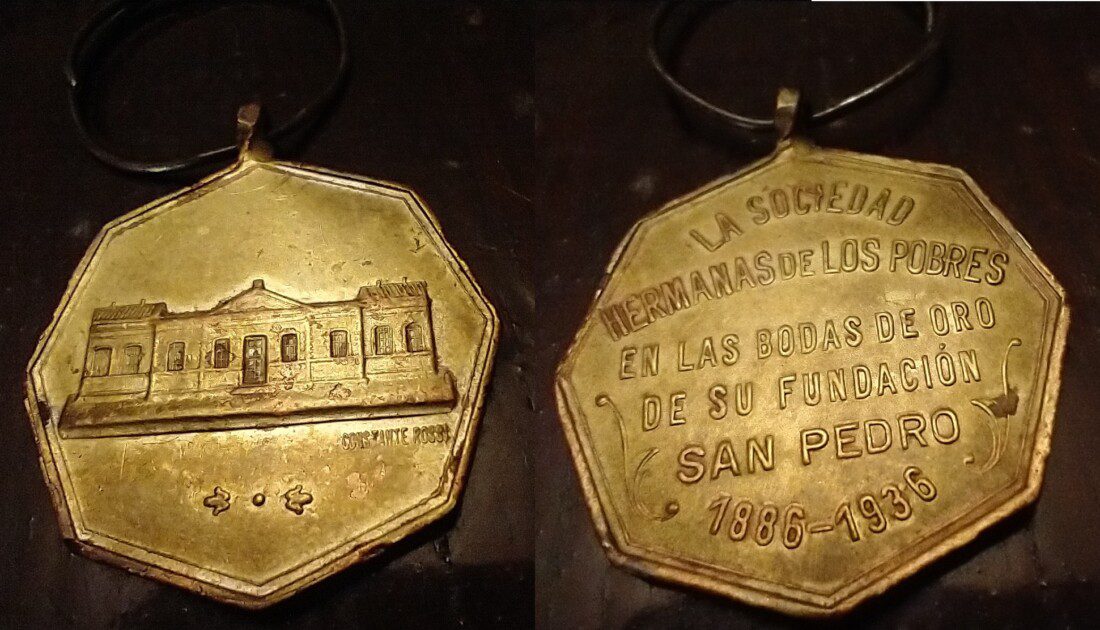 CONSTANTE ROSSI
LA SOCIEDAD
HERMANAS DE LOS POBRES
EN LAS BODAS DE ORO
DE SU FUNDACIÓN
SAN PEDRO
1886-1936